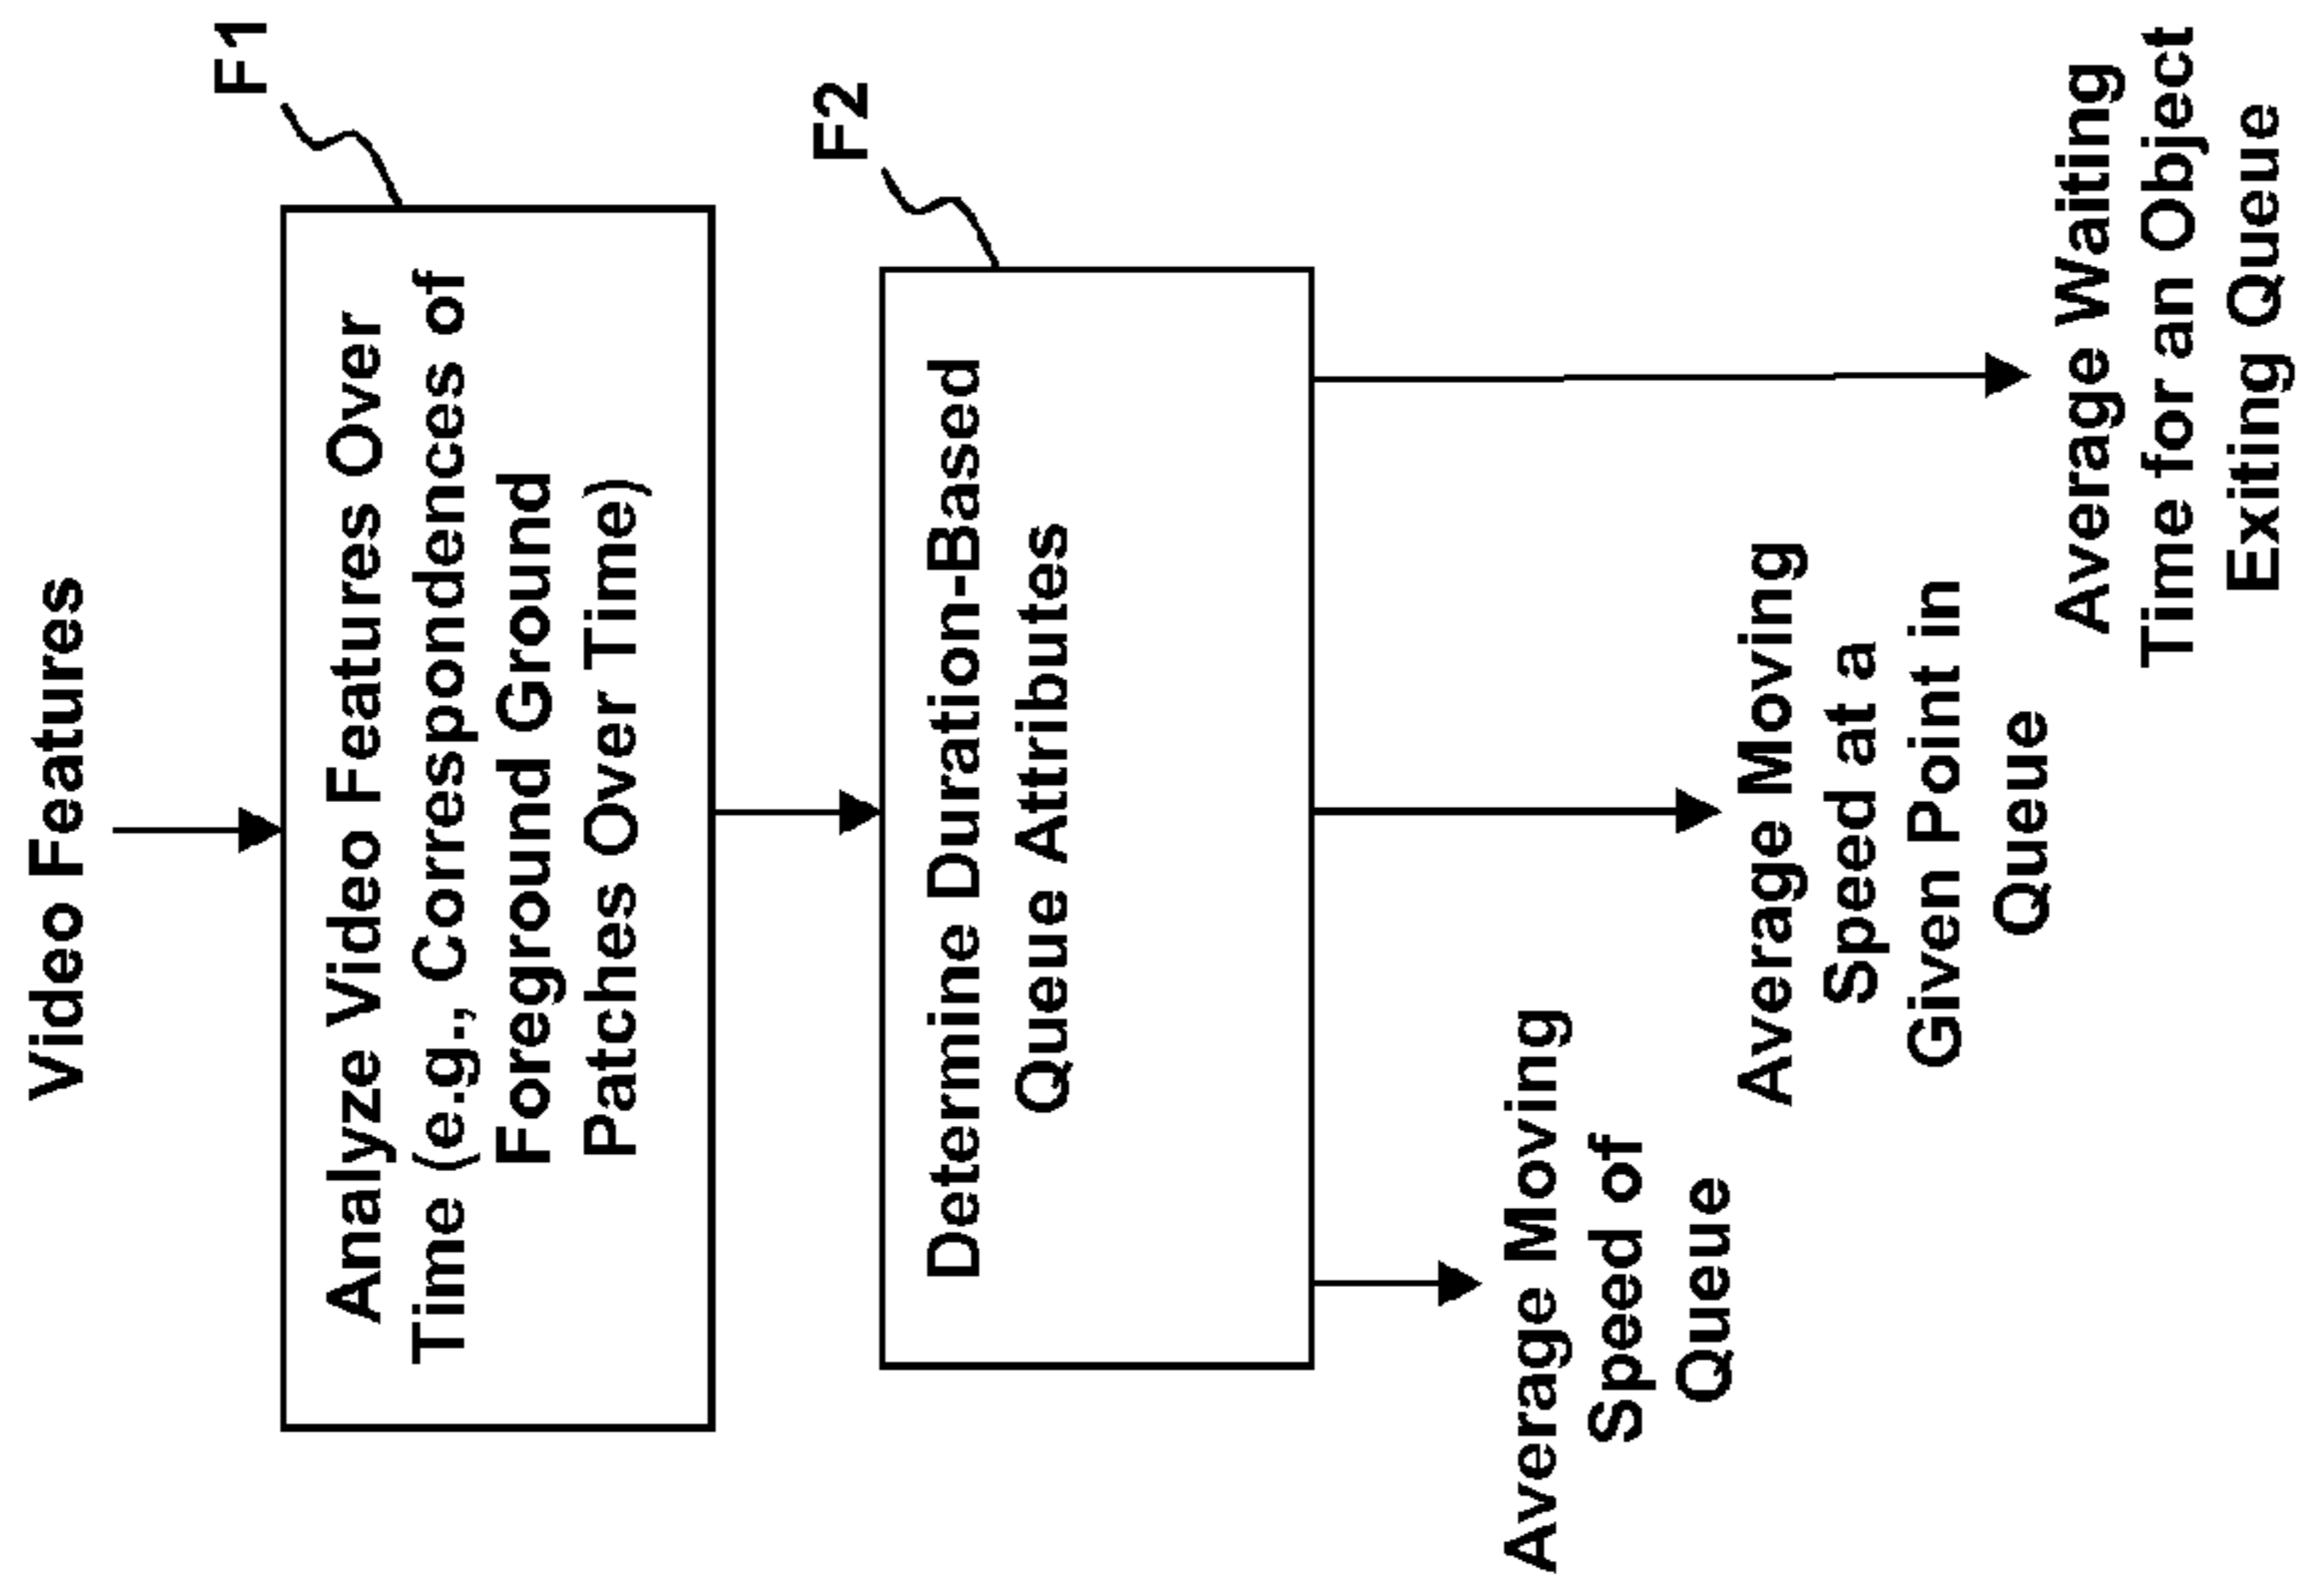 Video Features
F1
Analyze Video Features Over
Time (e.g., Correspondences of
Foreground Ground
Patches Over Time)
F2
Determine Duration-Based
Queue Attributes
Average Moving
Speed of
Queue
Average Moving
Speed at a
Given Point in
Queue
Average Waiting
Time for an Object
Exiting Queue